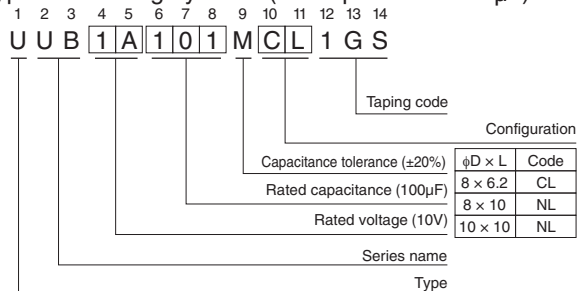 1 2 3 4 5 6 7 8 9 10 11 12 13 14
U U B 1 A 1 0 1 M C L 1 G S
Taping code
Configuration
Capacitance tolerance (±20%)
Rated capacitance (100µF)
Rated voltage (10V)
Series name
Type
ϕD × L Code
8 × 6.2 CL
8 × 10 NL
10 × 10 NL